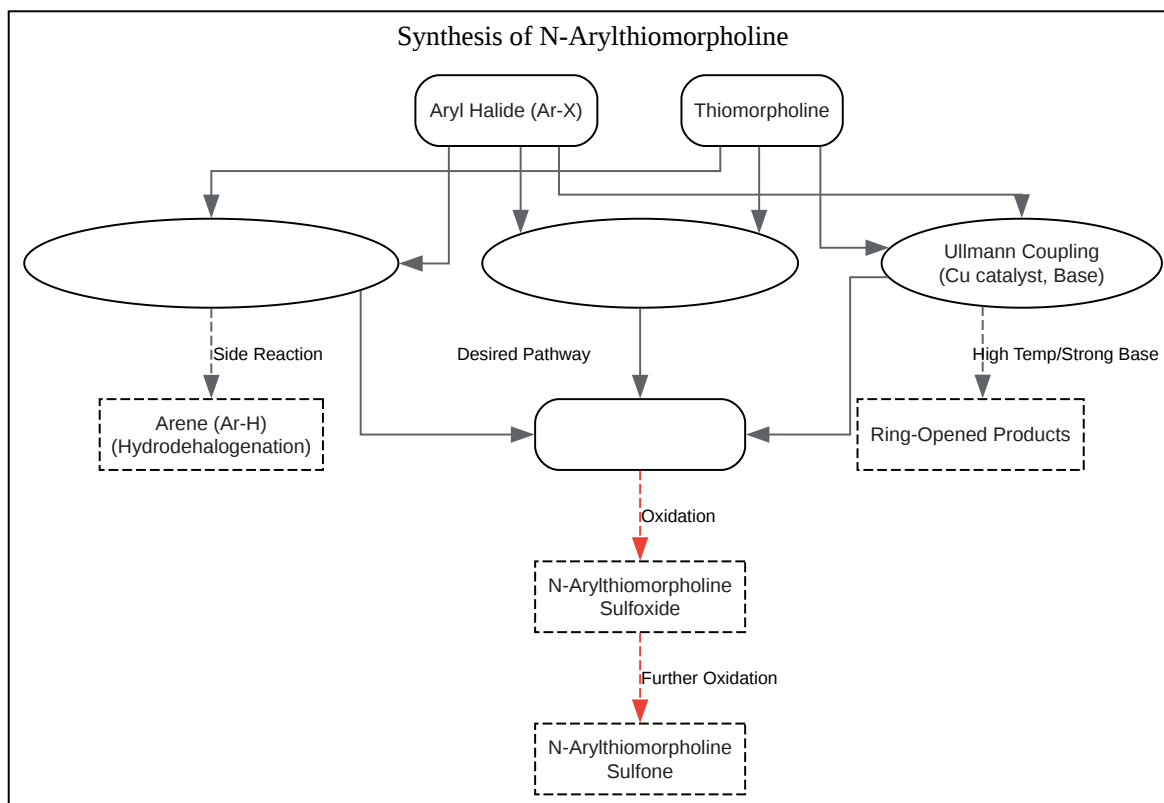 Synthesis of N-Arylthiomorpholine
Aryl Halide (Ar-X)
Thiomorpholine
Ullmann Coupling
(Cu catalyst, Base)
Side Reaction
Desired Pathway
High Temp/Strong Base
Arene (Ar-H)
(Hydrodehalogenation)
Ring-Opened Products
Oxidation
N-Arylthiomorpholine
Sulfoxide
Further Oxidation
N-Arylthiomorpholine
Sulfone